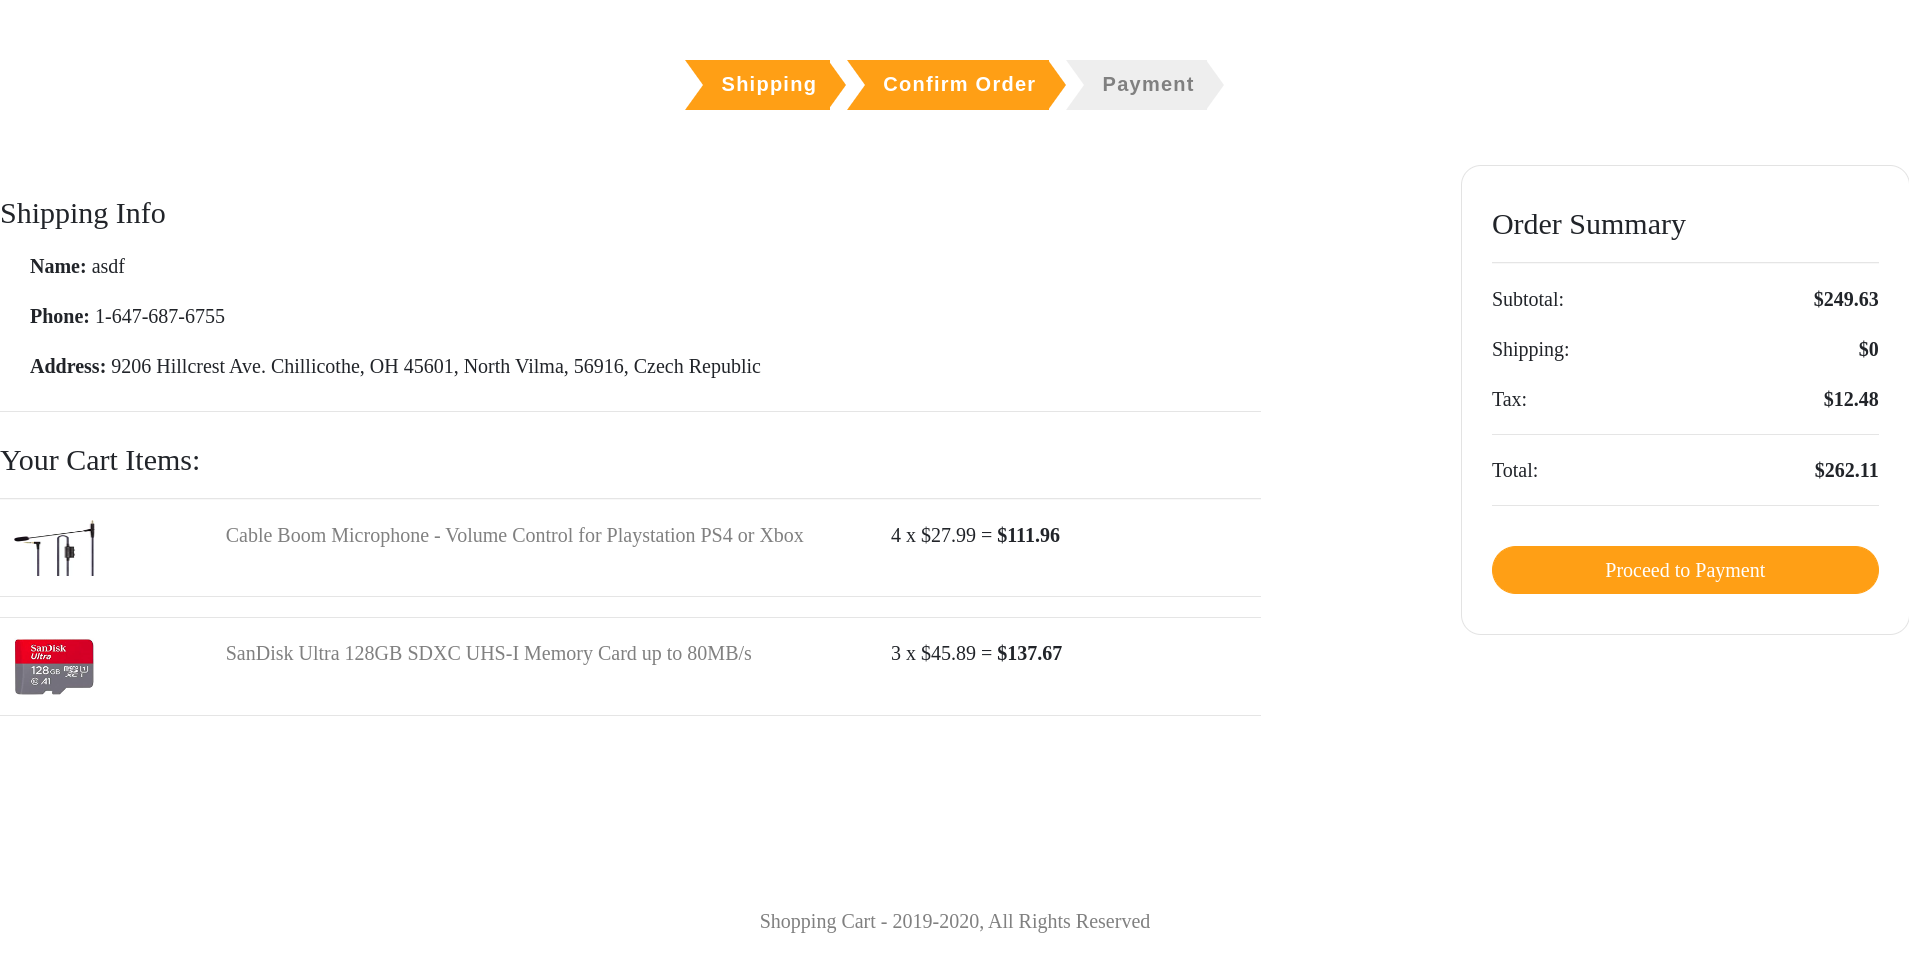 Shipping
Confirm Order
Payment
Shipping Info
Name: asdf
Phone: 1-647-687-6755
Address: 9206 Hillcrest Ave. Chillicothe, OH 45601, North Vilma, 56916, Czech Republic
Your Cart Items:
Cable Boom Microphone - Volume Control for Playstation PS4 or Xbox
4 x $27.99 = $111.96
SanDisk
Ultra
128GB
A1
SanDisk Ultra 128GB SDXC UHS-I Memory Card up to 80MB/s
3 x $45.89 = $137.67
Order Summary
Subtotal: $249.63
Shipping: $0
Tax: $12.48
Total: $262.11
Proceed to Payment
Shopping Cart - 2019-2020, All Rights Reserved